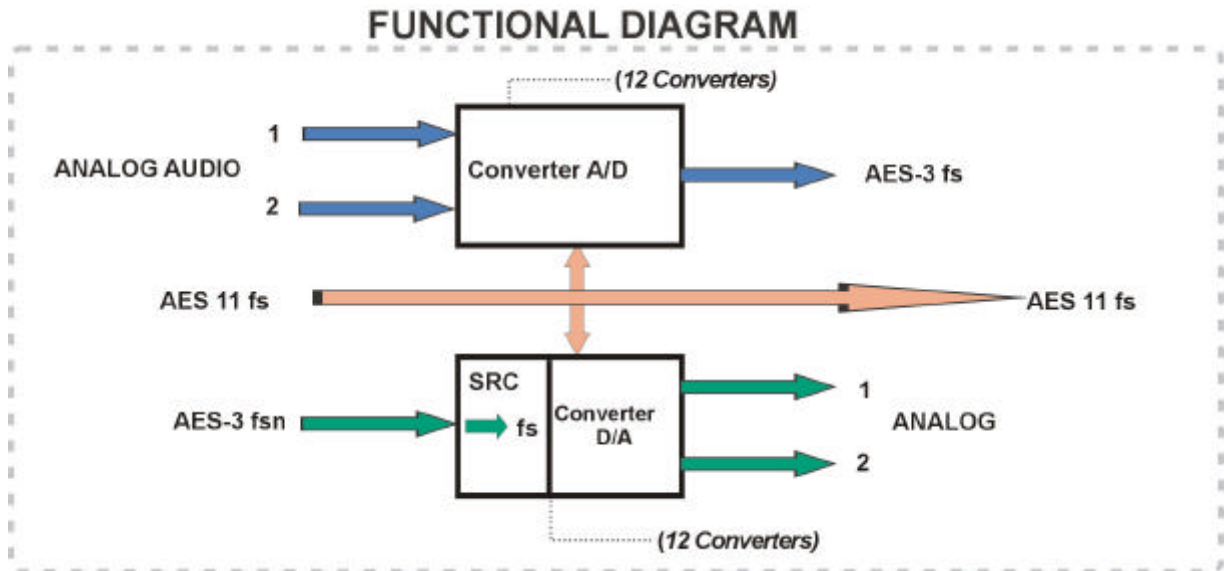 FUNCTIONAL DIAGRAM
(12 Converters)
1
ANALOG AUDIO
2
Converter A/D
AES-3 fs
AES 11 fs
AES 11 fs
AES-3 fsn
SRC
fs
Converter
D/A
1
ANALOG
2
(12 Converters)